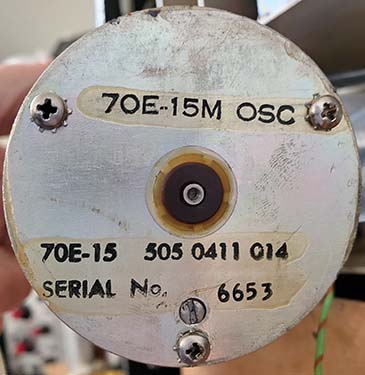 70E-15M OSC
70E-15 505 0411 014
SERIAL No. 6653